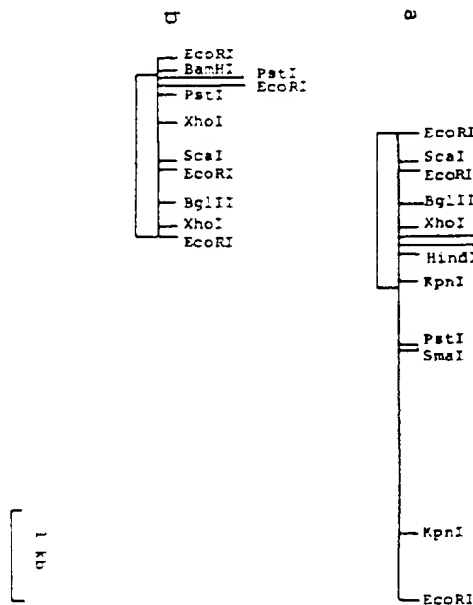 b
EcoRI
BamHI
PstI
EcoRI
PstI
XhoI
ScaI
EcoRI
BglII
XhoI
EcoRI
a
EcoRI
ScaI
EcoRI
BglII
XhoI
KpnI
PstI
SmaI
KpnI
EcoRI
1 kb